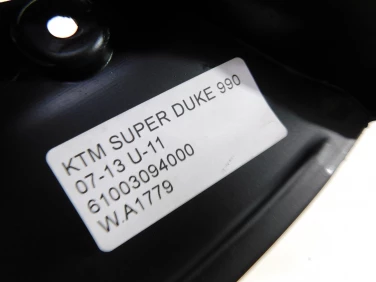 KTM SUPER DUKE 990
07-13 U-11
61003094000
W.A1779